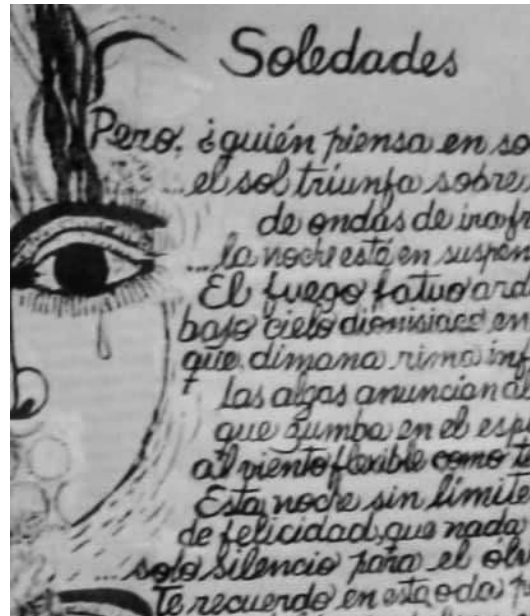 Soledades
Pero, ¿quién piensa en so
...el sol triunfa sobre
de ondas de ira fr
...la noche está en suspen
El fuego fatuo ard
bajo cielo dionisiaco en
que dimana rima inf
Las algas anuncian a
que zumba en el esp
al viento flexible como te
Esta noche sin límite
de felicidad, que nada
...solo silencio para el olv
te recuerdo en esta oda p